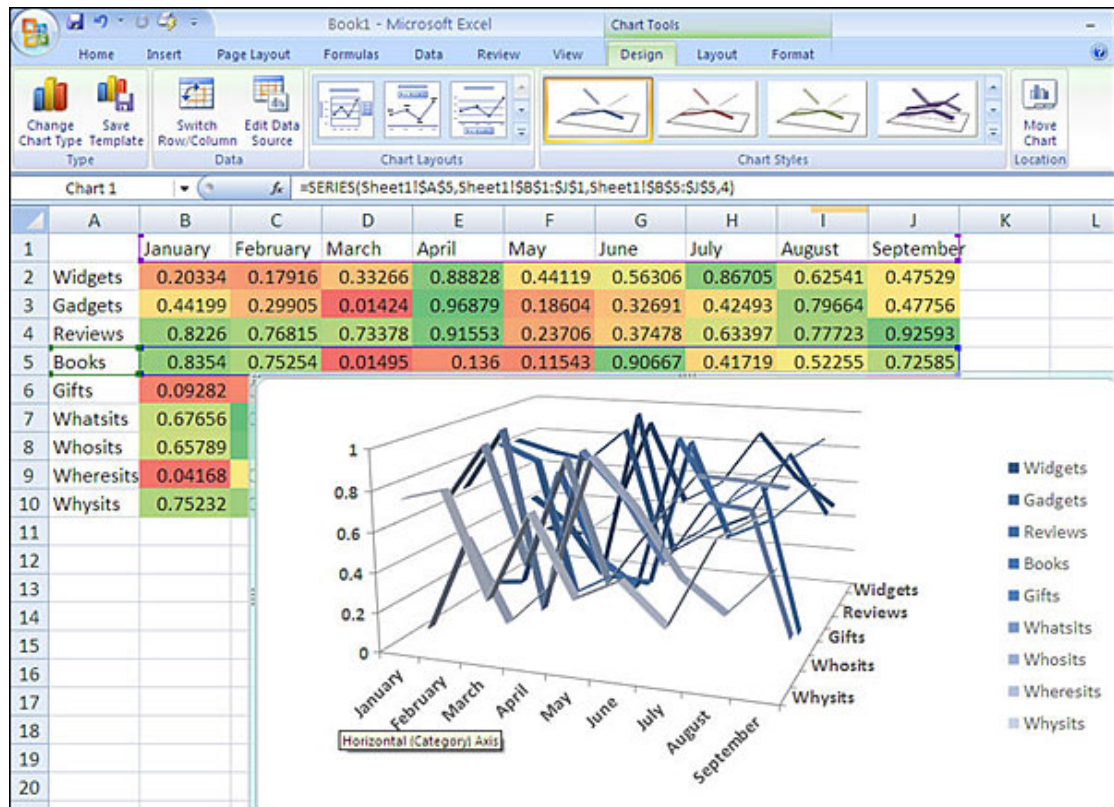 Book1 - Microsoft Excel
Chart Tools
Home Insert Page Layout Formulas Data Review View Design Layout Format
Change Chart Type
Save Template
Switch Row/Column
Edit Data Source
Move Chart
Type Data Chart Layouts Chart Styles Location
Chart 1 fx =SERIES(Sheet1!$A$5,Sheet1!$B$1:$J$1,Sheet1!$B$5:$J$5,4)
A B C D E F G H I J K L
1 January February March April May June July August September
2 Widgets 0.20334 0.17916 0.33266 0.88828 0.44119 0.56306 0.86705 0.62541 0.47529
3 Gadgets 0.44199 0.29905 0.01424 0.96879 0.18604 0.32691 0.42493 0.79664 0.47756
4 Reviews 0.8226 0.76815 0.73378 0.91553 0.23706 0.37478 0.63397 0.77723 0.92593
5 Books 0.8354 0.75254 0.01495 0.136 0.11543 0.90667 0.41719 0.52255 0.72585
6 Gifts 0.09282
7 Whatsits 0.67656
8 Whosits 0.65789
9 Wheresits 0.04168
10 Whysits 0.75232
11
12
13
14
15
16
17
18
19
20
1
0.8
0.6
0.4
0.2
0
January February March April May June July August September
Widgets
Reviews
Gifts
Whosits
Whysits
Horizontal (Category) Axis
Widgets
Gadgets
Reviews
Books
Gifts
Whatsits
Whosits
Wheresits
Whysits